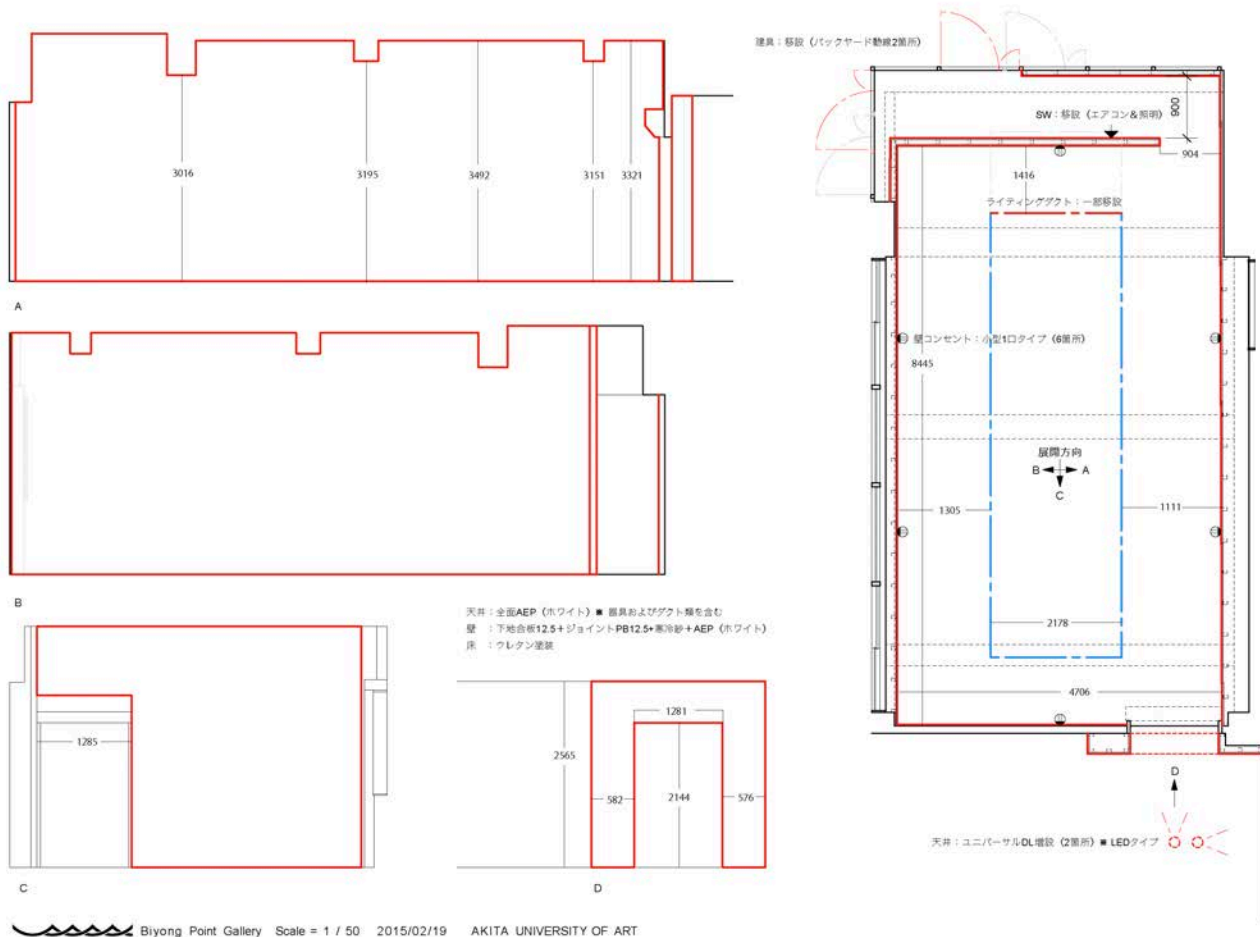 3016
3195
3492
3151
3321
A
B
天井：全面AEP（ホワイト）※ 器具およびダクト類を含む
壁　：下地合板12.5＋ジョイントPB12.5+寒冷紗＋AEP（ホワイト）
床　：ウレタン塗装
1285
C
2565
1281
582
2144
576
D
建具：移設（バックヤード動線2箇所）
SW：移設（エアコン&照明）
900
904
1416
ライティングダクト：一部移設
壁コンセント：小型1口タイプ（6箇所）
8445
展開方向
B A
C
1305
1111
2178
4706
D
天井：ユニバーサルDL増設（2箇所）※ LEDタイプ
Biyong Point Gallery Scale = 1 / 50 2015/02/19 AKITA UNIVERSITY OF ART